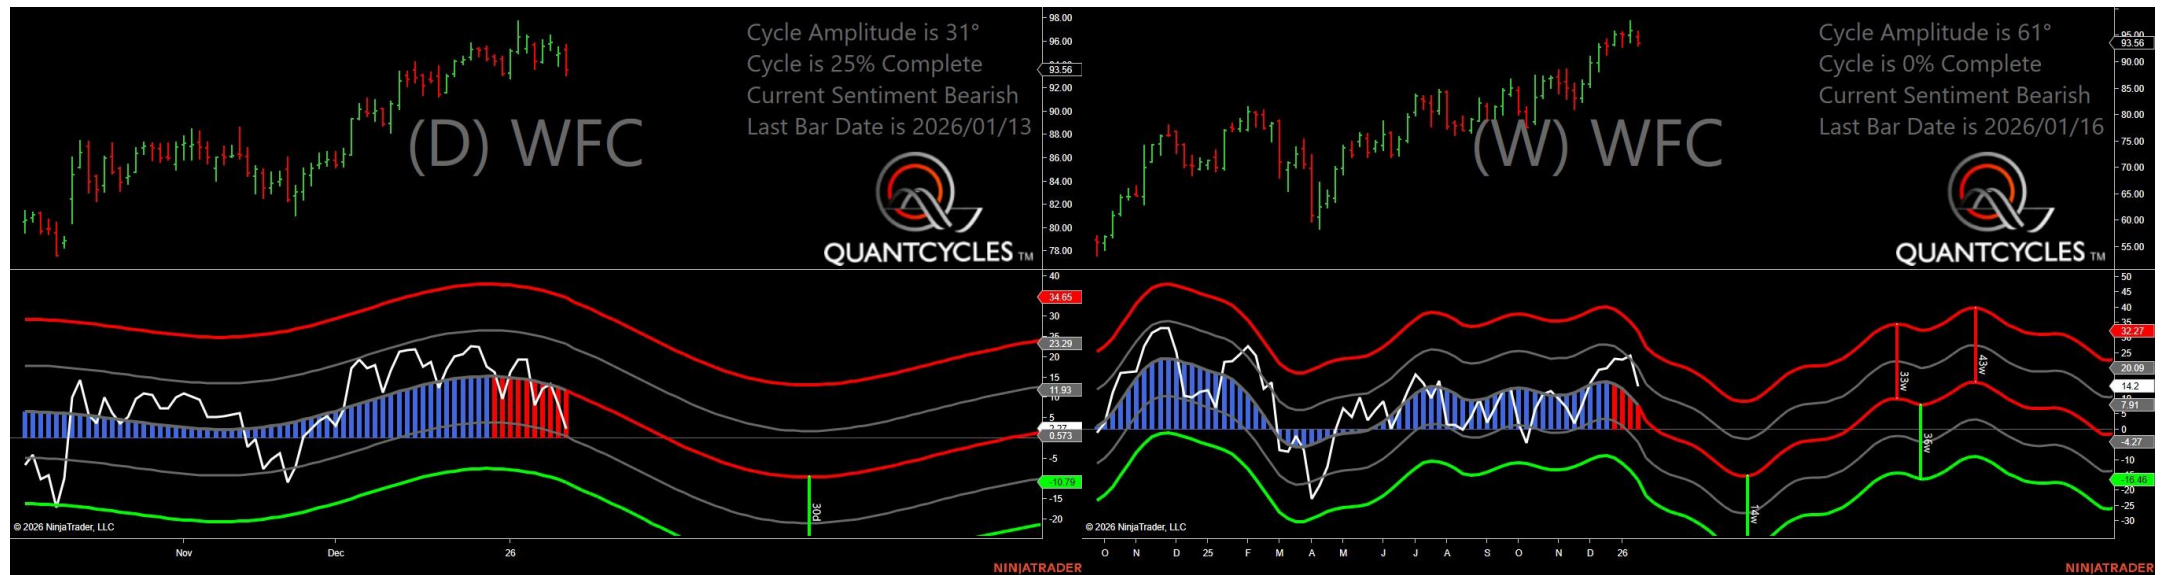 Cycle Amplitude is 31°
Cycle is 25% Complete
Current Sentiment Bearish
Last Bar Date is 2026/01/13
(D) WFC
QUANTCYCLES TM
98.00
96.00
93.56
92.00
90.00
88.00
86.00
84.00
82.00
80.00
78.00
40
34.65
30
23.29
20
15
11.93
5
0.573
-5
-10.79
-15
-20
30d
© 2026 NinjaTrader, LLC
Nov
Dec
26
NINJATRADER
Cycle Amplitude is 61°
Cycle is 0% Complete
Current Sentiment Bearish
Last Bar Date is 2026/01/16
(W) WFC
QUANTCYCLES TM
95.00
93.56
90.00
85.00
80.00
75.00
70.00
65.00
60.00
55.00
50
45
40
35
32.27
25
20.09
14.2
7.91
5
0
-4.27
-10
-16.46
-20
-25
-30
33w
43w
36w
14w
© 2026 NinjaTrader, LLC
O N D 25 F M A M J J A S O N D 26
NINJATRADER